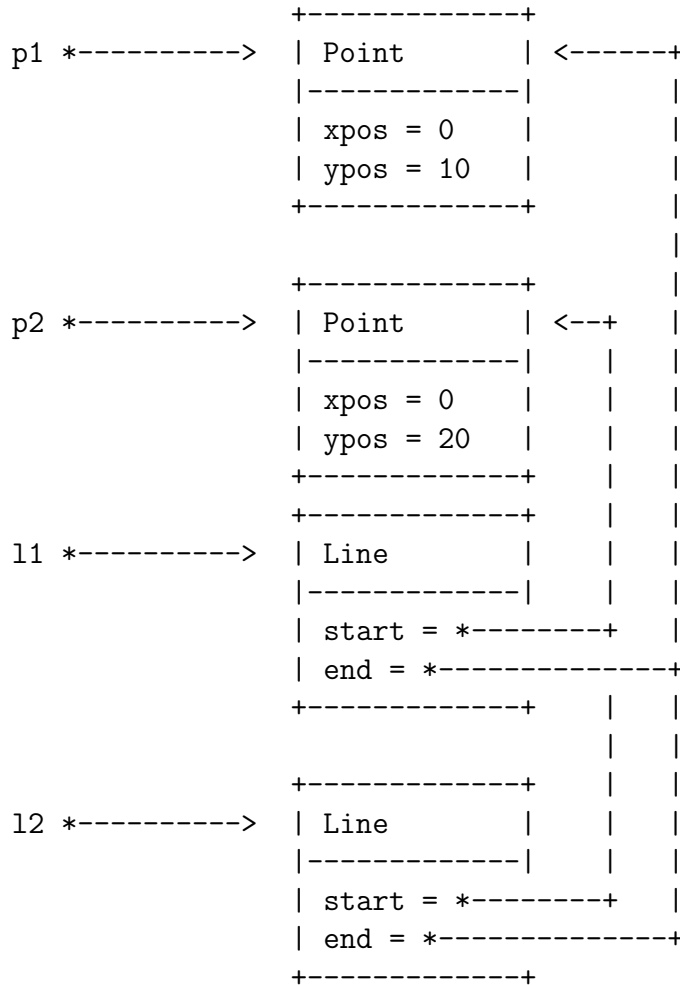 +-------------+
p1 *---------->  | Point       | <------+
                 |-------------|        |
                 | xpos = 0    |        |
                 | ypos = 10   |        |
                 +-------------+        |
                                        |
                 +-------------+        |
p2 *---------->  | Point       | <--+   |
                 |-------------|    |   |
                 | xpos = 0    |    |   |
                 | ypos = 20   |    |   |
                 +-------------+    |   |
                 +-------------+    |   |
l1 *---------->  | Line        |    |   |
                 |-------------|    |   |
                 | start = *--------+   |
                 | end = *--------------+
                 +-------------+    |   |
                                    |   |
                 +-------------+    |   |
l2 *---------->  | Line        |    |   |
                 |-------------|    |   |
                 | start = *--------+   |
                 | end = *--------------+
                 +-------------+